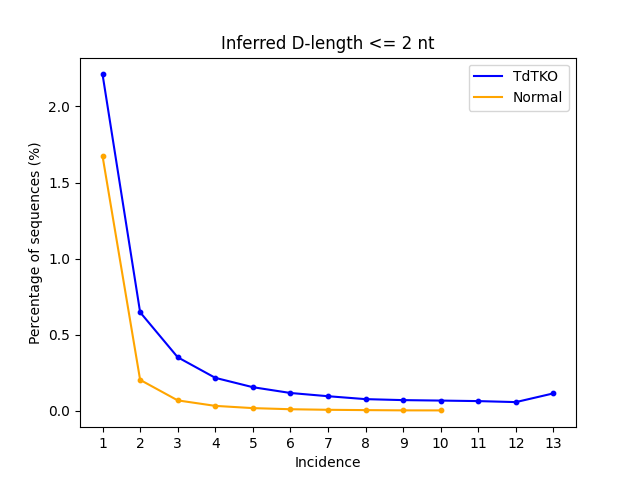 Inferred D-length <= 2 nt
TdTKO
Normal
Percentage of sequences (%)
2.0
1.5
1.0
0.5
0.0
1 2 3 4 5 6 7 8 9 10 11 12 13
Incidence